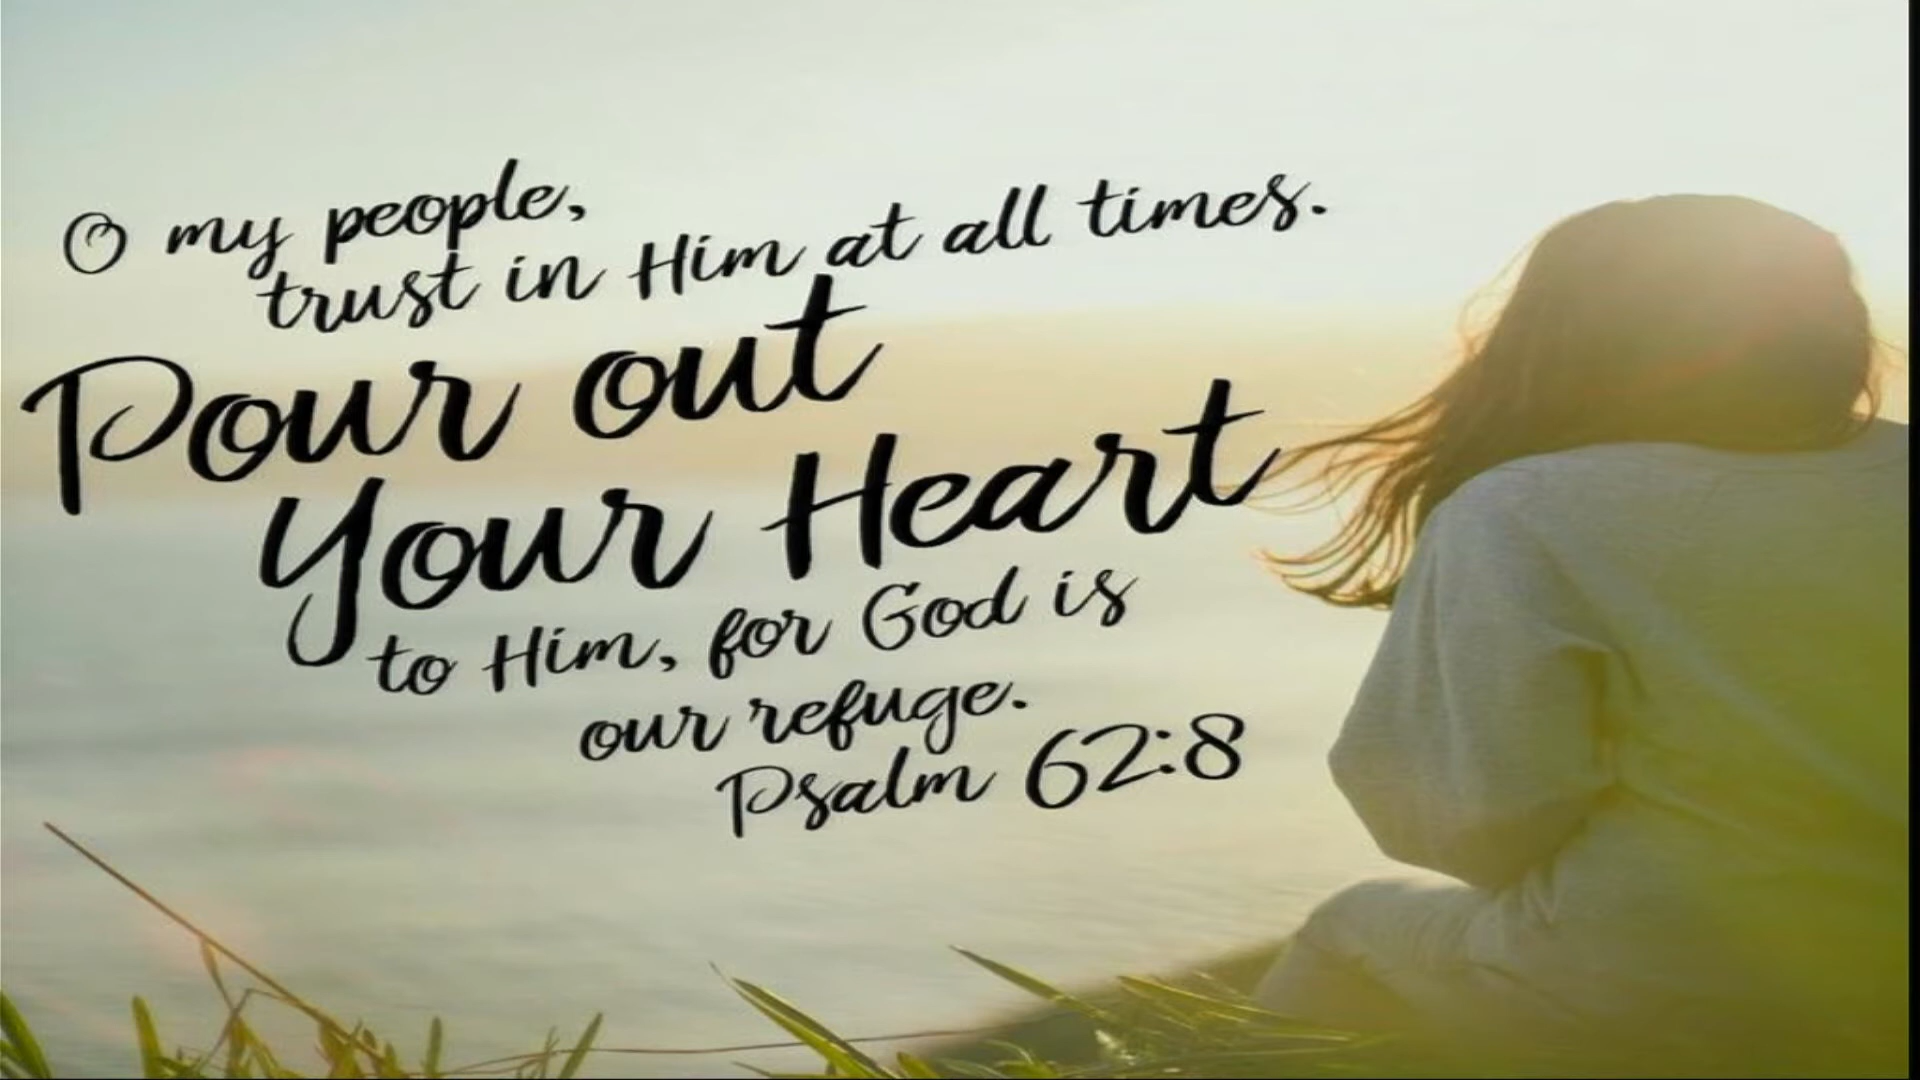 O my people,
trust in Him at all times.
Pour out
Your Heart
to Him, for God is
our refuge.
Psalm 62:8